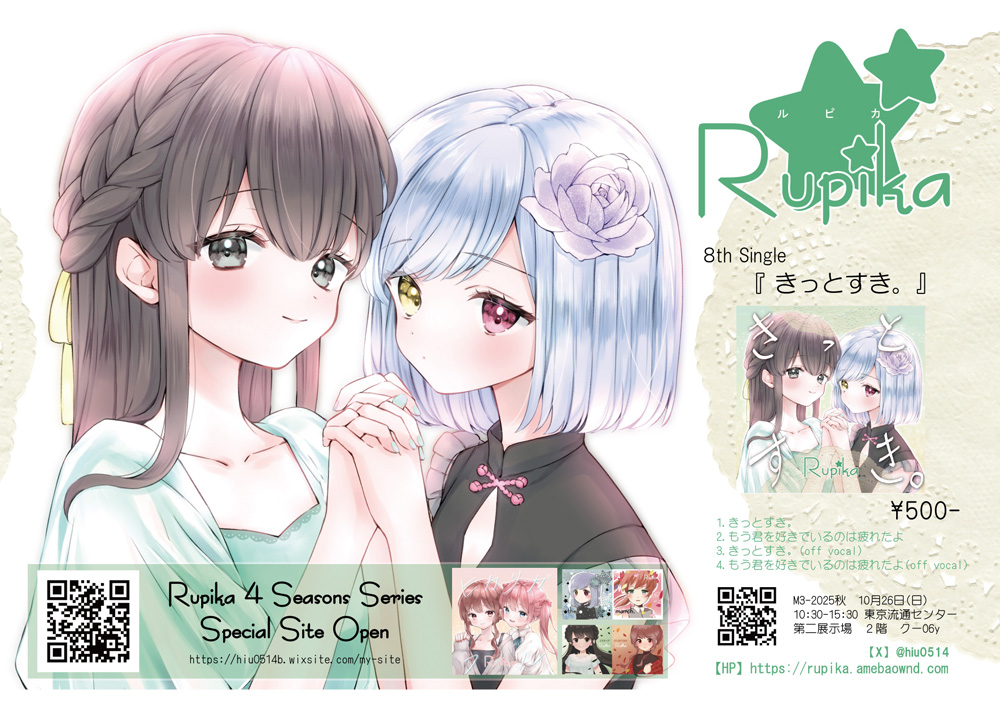 ルピカ
Rupika
8th Single
『 きっとすき。 』
きっと
すき。
Rupika
¥500-
1. きっとすき。
2. もう君を好きでいるのは疲れたよ
3. きっとすき。(off vocal)
4. もう君を好きでいるのは疲れたよ(off vocal)
M3-2025秋 10月26日(日)
10:30-15:30 東京流通センター
第二展示場 2階 クー06y
【X】@hiu0514
【HP】https://rupika.amebaownd.com
Rupika 4 Seasons Series
Special Site Open
https://hiu0514b.wixsite.com/my-site